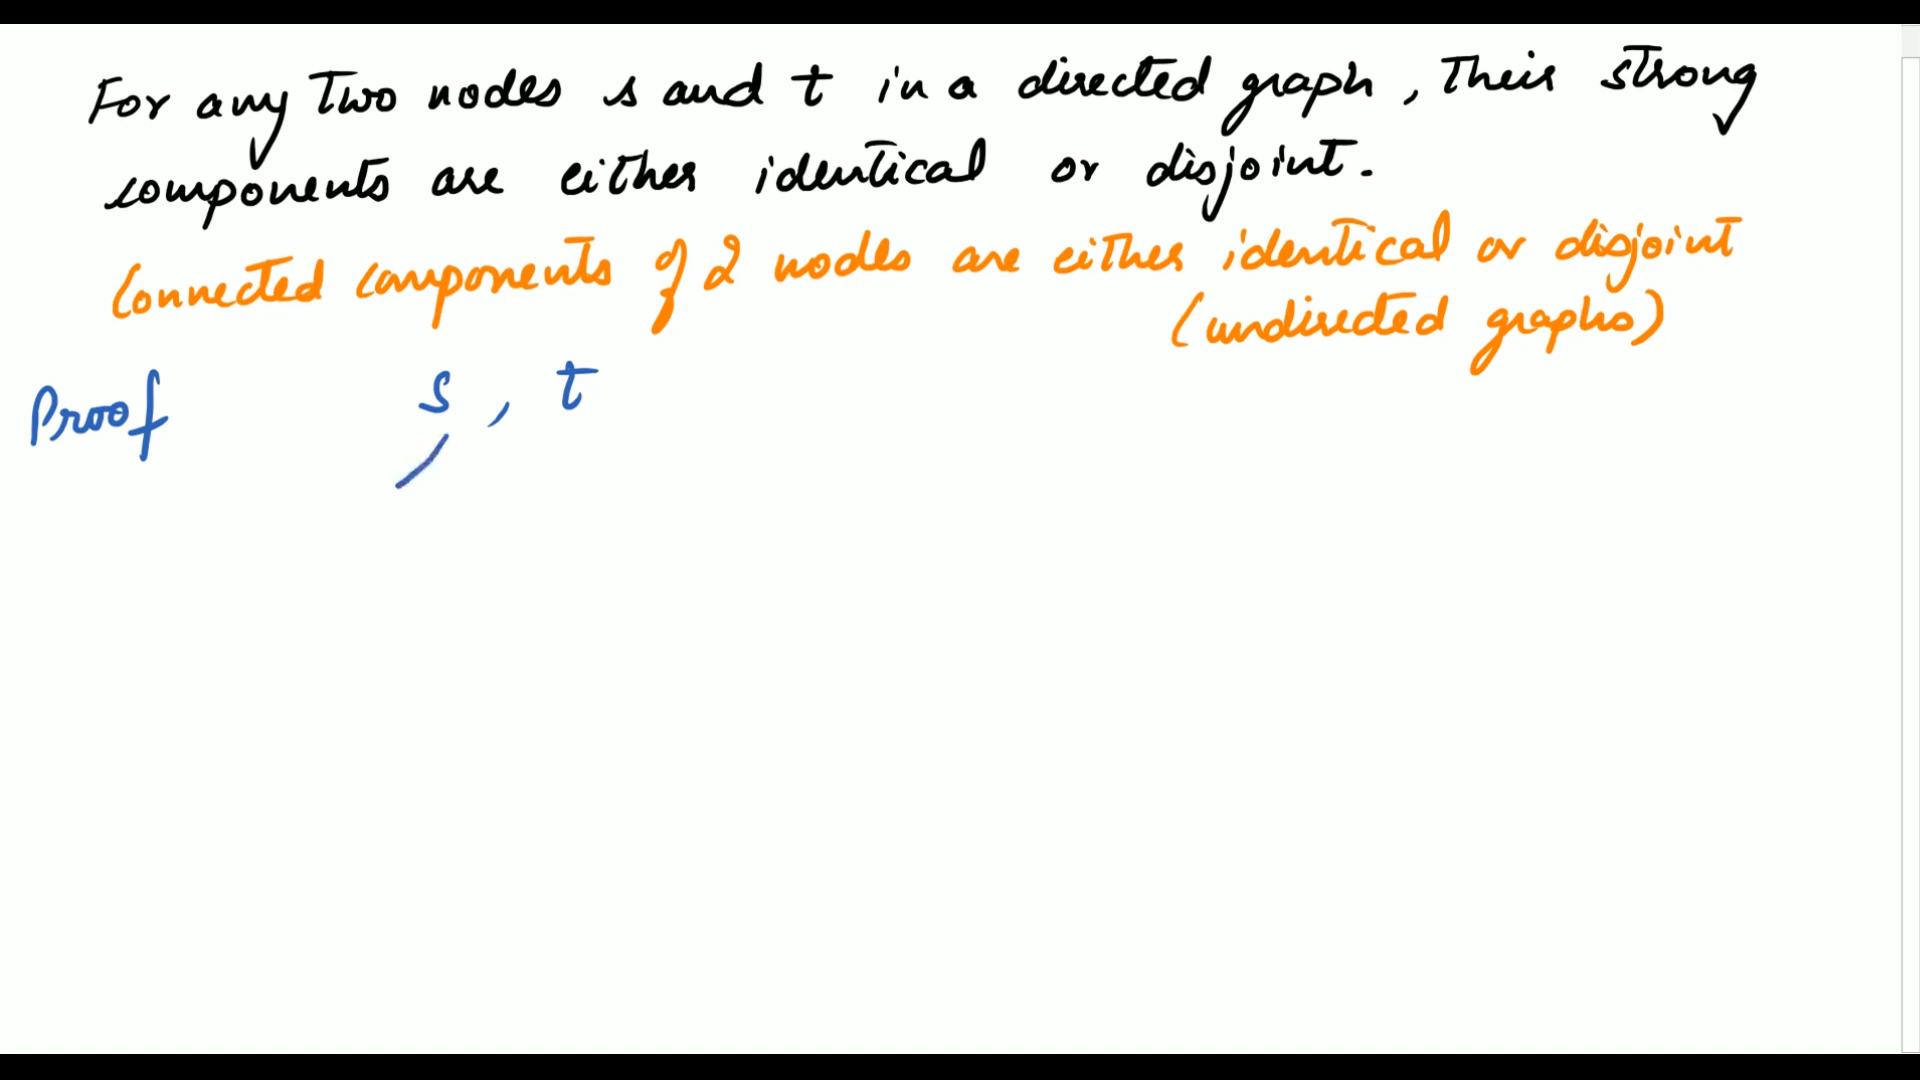 For any Two nodes s and t in a directed graph, Their strong
components are either identical or disjoint.
Connected components of 2 nodes are either identical or disjoint
(undirected graphs)
Proof s, t